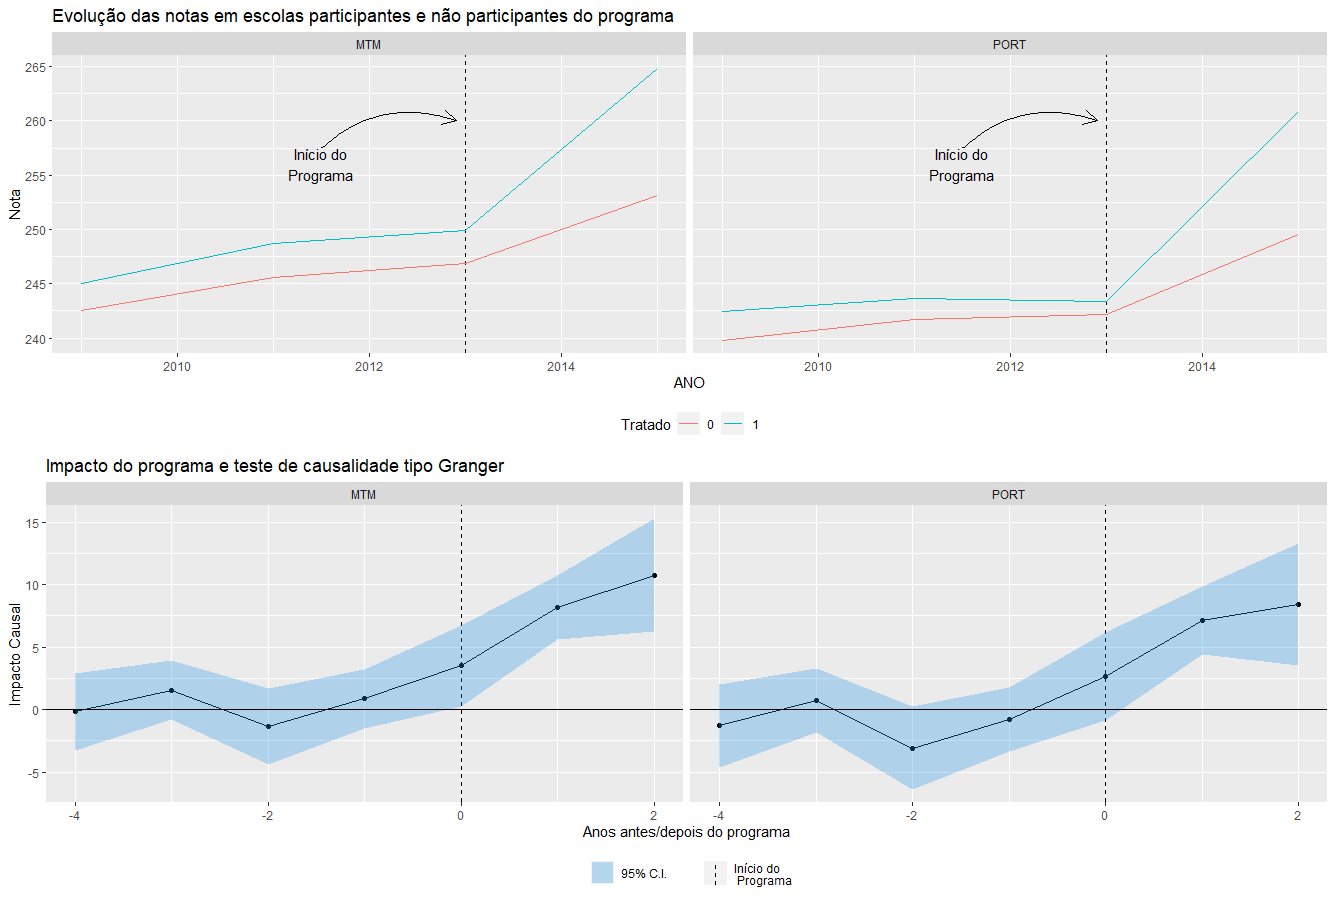 Evolução das notas em escolas participantes e não participantes do programa
MTM
PORT
Nota
265
260
255
250
245
240
Início do
Programa
Início do
Programa
2010
2012
2014
2010
2012
2014
ANO
Tratado
0
1
Impacto do programa e teste de causalidade tipo Granger
MTM
PORT
Impacto Causal
15
10
5
0
-5
-4
-2
0
2
-4
-2
0
2
Anos antes/depois do programa
95% C.I.
Início do
Programa